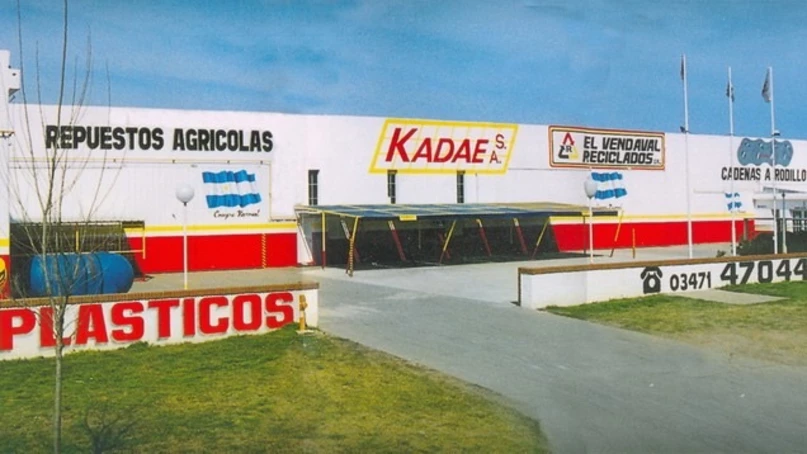 REPUESTOS AGRICOLAS
KADAE S.A.
EL VENDAVAL
RECICLADOS
CADENAS A RODILLO
PLASTICOS
03471 47044